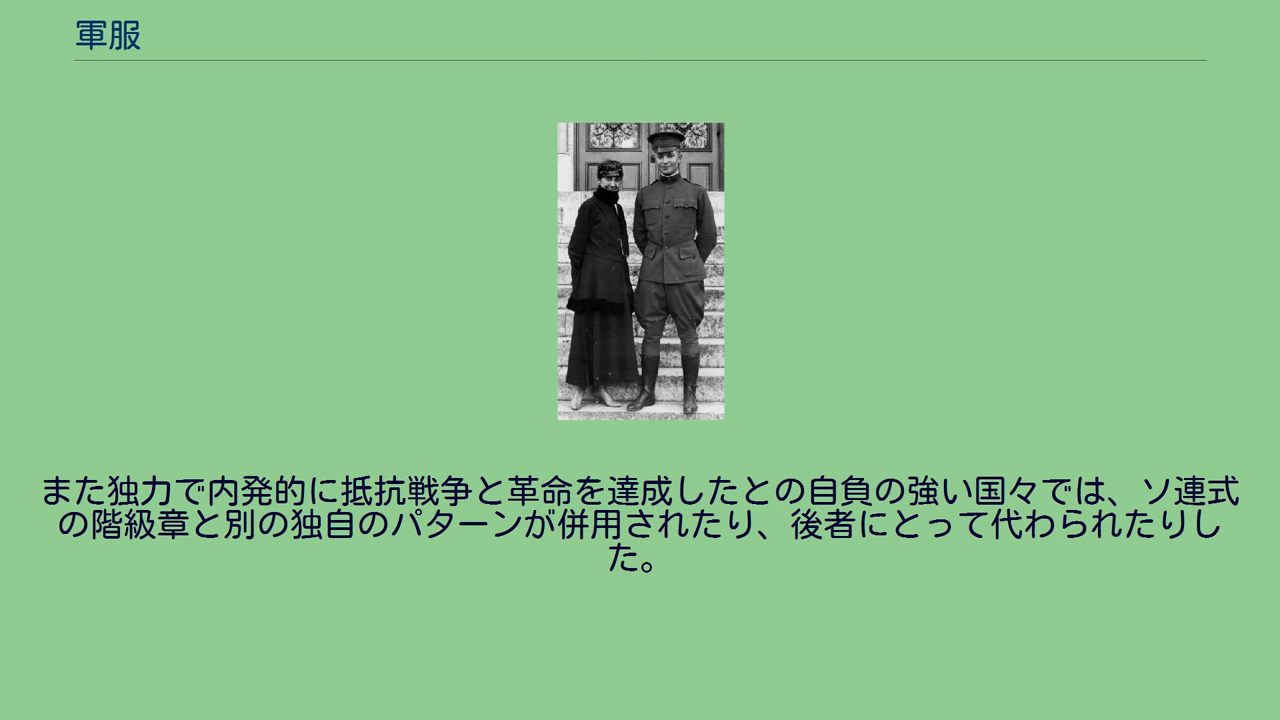 軍服
また独力で内発的に抵抗戦争と革命を達成したとの自負の強い国々では、ソ連式
の階級章と別の独自のパターンが併用されたり、後者にとって代わられたりし
た。